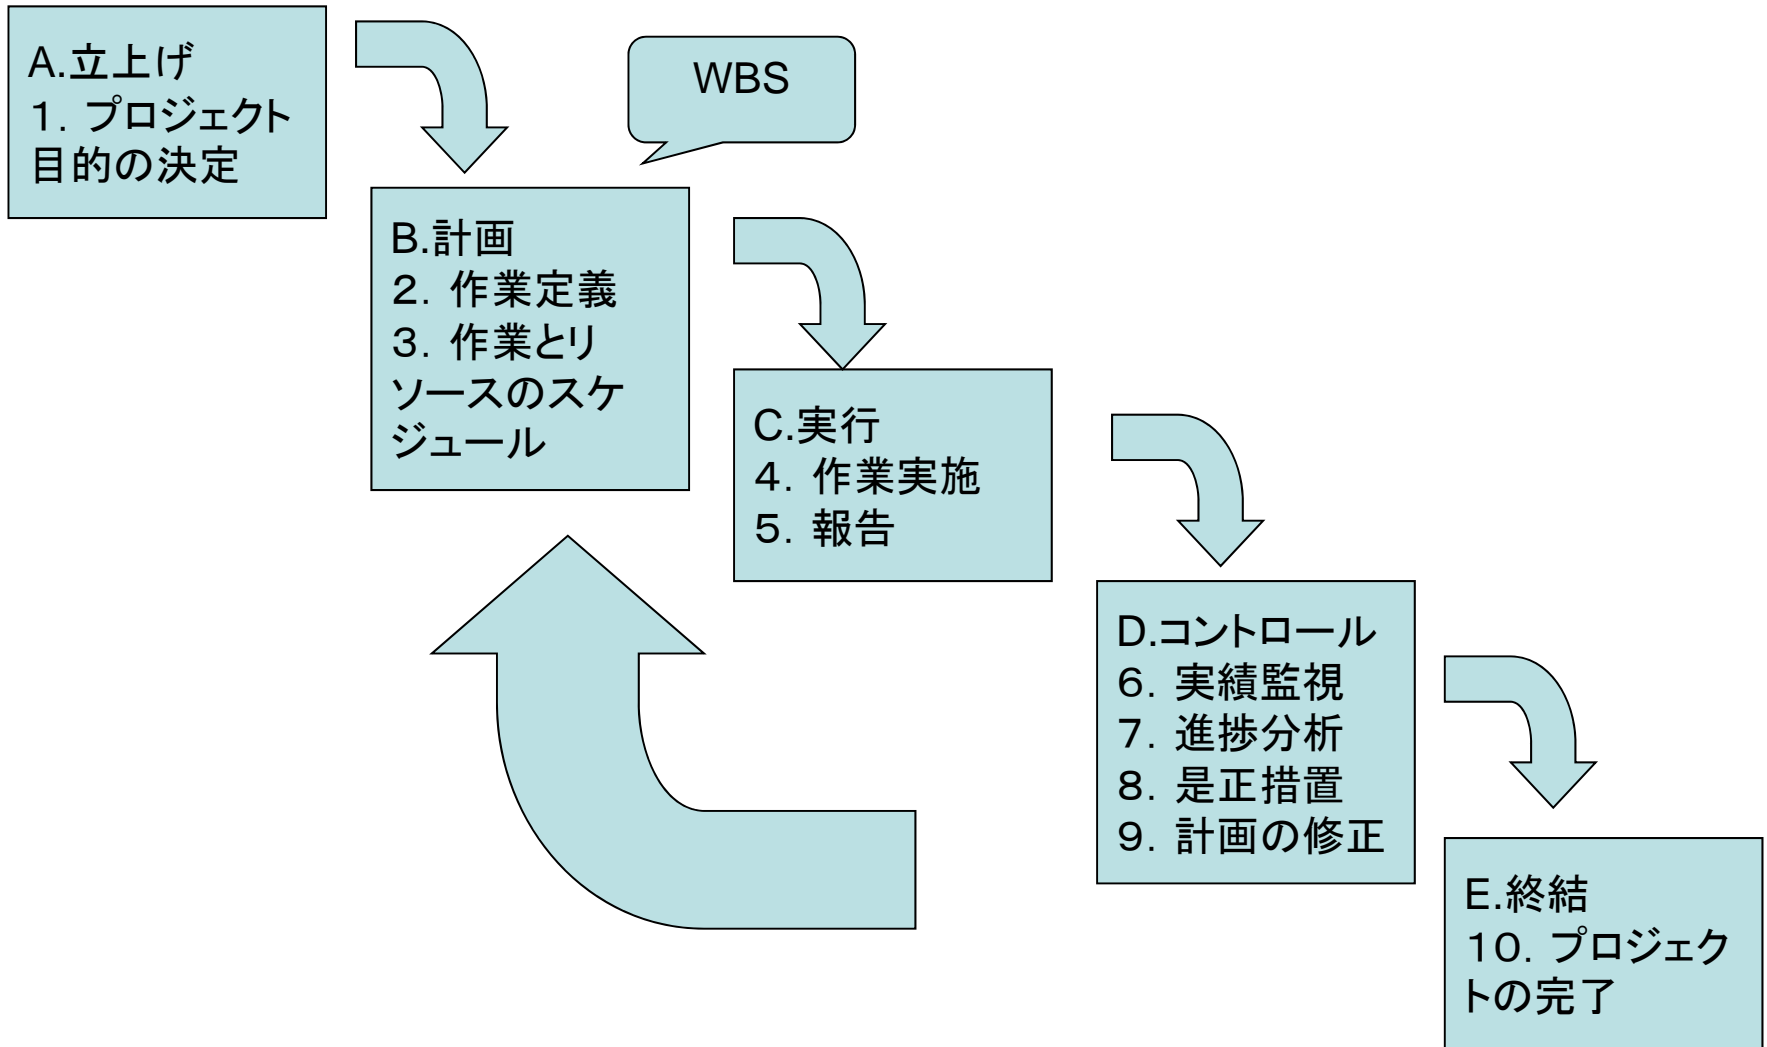 A.立上げ
１．プロジェクト
目的の決定
WBS
B.計画
２．作業定義
３．作業とリ
ソースのスケ
ジュール
C.実行
４．作業実施
５．報告
D.コントロール
６．実績監視
７．進捗分析
８．是正措置
９．計画の修正
E.終結
１０．プロジェク
トの完了